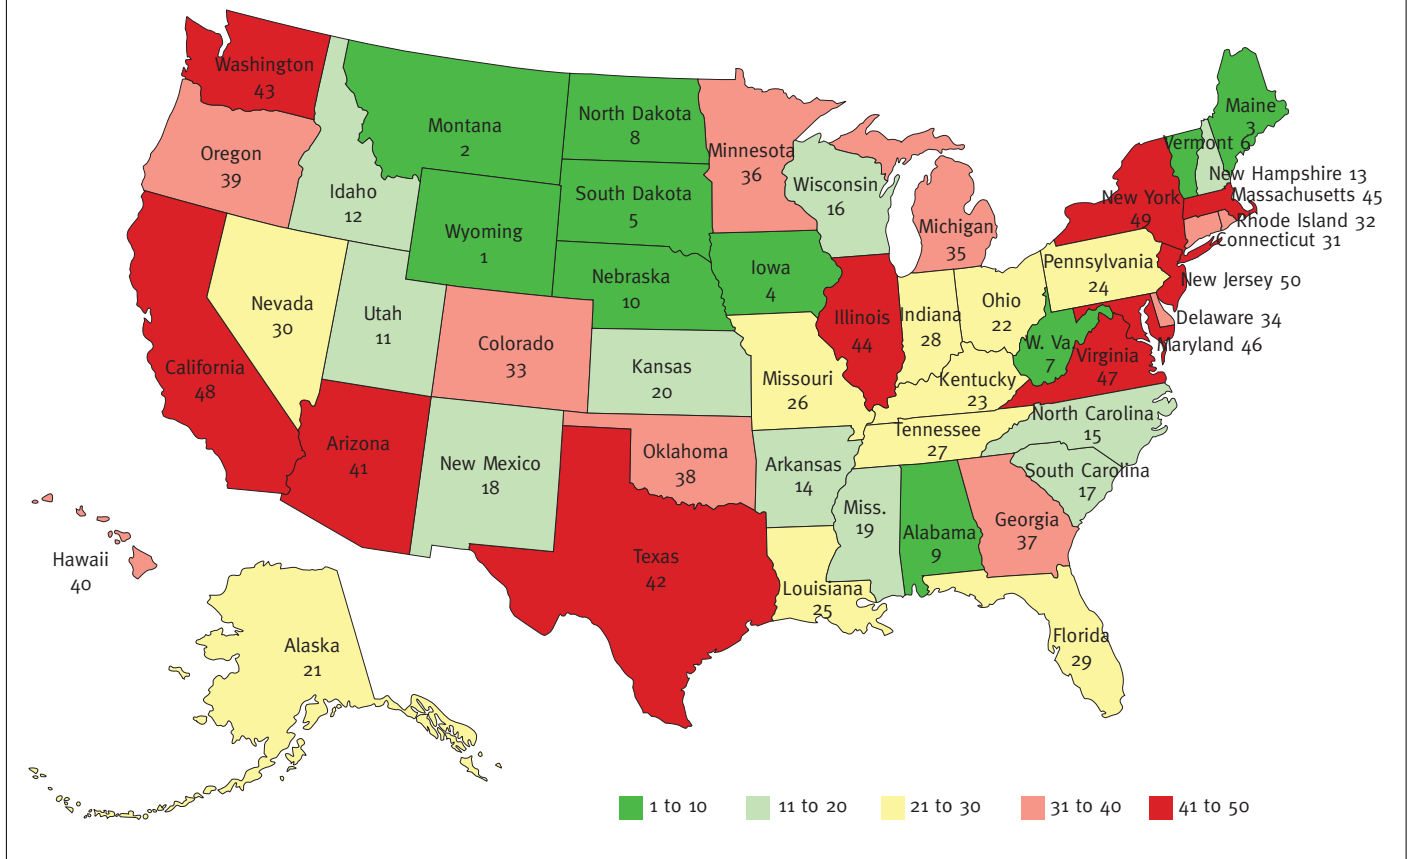 Washington
43
Oregon
39
California
48
Nevada
30
Idaho
12
Montana
2
Wyoming
1
Utah
11
Arizona
41
Colorado
33
New Mexico
18
North Dakota
8
South Dakota
5
Nebraska
10
Kansas
20
Oklahoma
38
Texas
42
Minnesota
36
Iowa
4
Missouri
26
Arkansas
14
Louisiana
25
Wisconsin
16
Illinois
44
Michigan
35
Indiana
28
Ohio
22
Kentucky
23
Tennessee
27
Miss.
19
Alabama
9
Georgia
37
Florida
29
South Carolina
17
North Carolina
15
Virginia
47
W. Va.
7
Pennsylvania
24
New York
49
Maine
3
Vermont 6
New Hampshire 13
Massachusetts 45
Rhode Island 32
Connecticut 31
New Jersey 50
Delaware 34
Maryland 46
Hawaii
40
Alaska
21
1 to 10
11 to 20
21 to 30
31 to 40
41 to 50